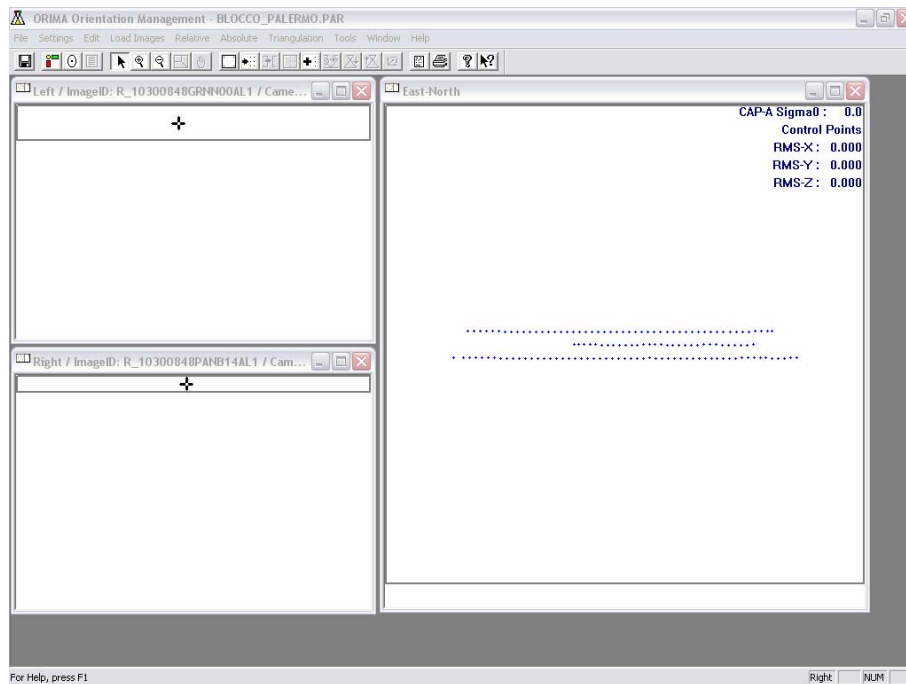 ORIMA Orientation Management - BLOCCO_PALERMO.PAR
File Settings Edit Load Images Relative Absolute Triangulation Tools Window Help
Left / ImageID: R_10300848GRNN00AL1 / Came...
East-North
CAP-A Sigma0 : 0.0
Control Points
RMS-X : 0.000
RMS-Y : 0.000
RMS-Z : 0.000
Right / ImageID: R_10300848PANB14AL1 / Cam...
For Help, press F1
Right NUM